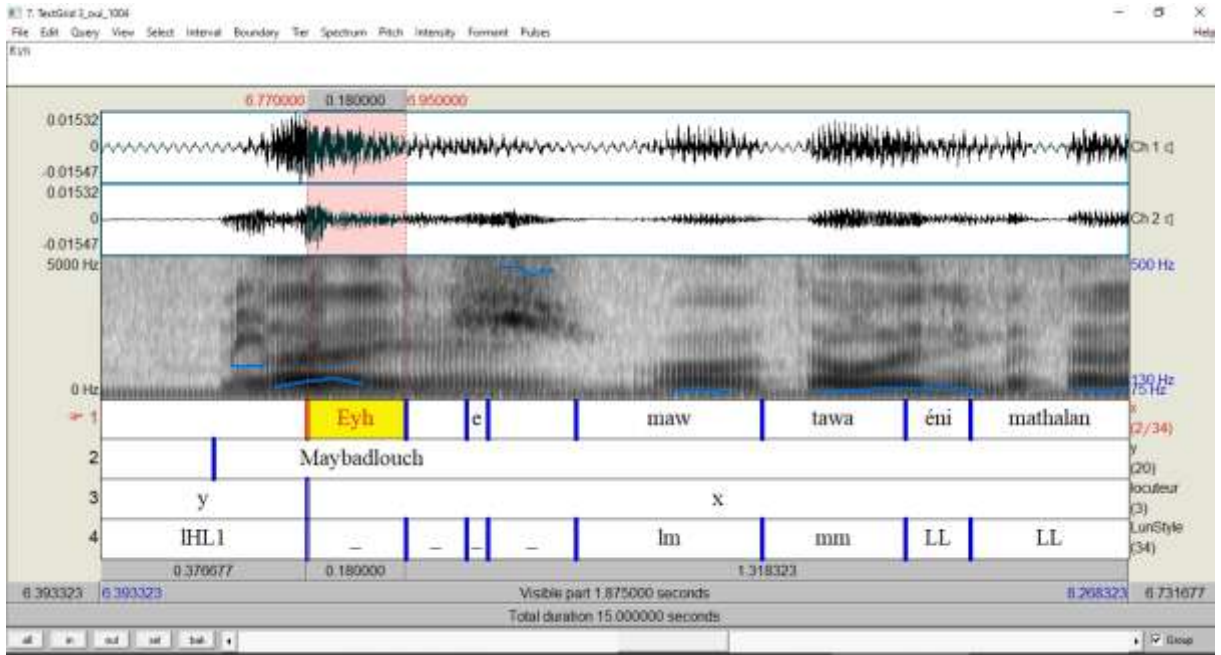 7. TextGrid 3_oui_1004
File Edit Query View Select Interval Boundary Tier Spectrum Pitch Intensity Formant Pulses Help
Eyh
6.770000 0.180000 6.950000
0.01532
0
-0.01547
Ch 1
0.01532
0
-0.01547
Ch 2
5000 Hz 500 Hz
130 Hz
0 Hz 75 Hz
1 Eyh e maw tawa éni mathalan x
(2/34)
2 Maybadlouch y
(20)
3 y x locuteur
(3)
4 lHL1 _ _ _ _ lm mm LL LL LunStyle
(34)
0.376677 0.180000 1.318323
6.393323 6.393323 Visible part 1.875000 seconds 8.268323 6.731677
Total duration 15.000000 seconds
all in out sel bak Group